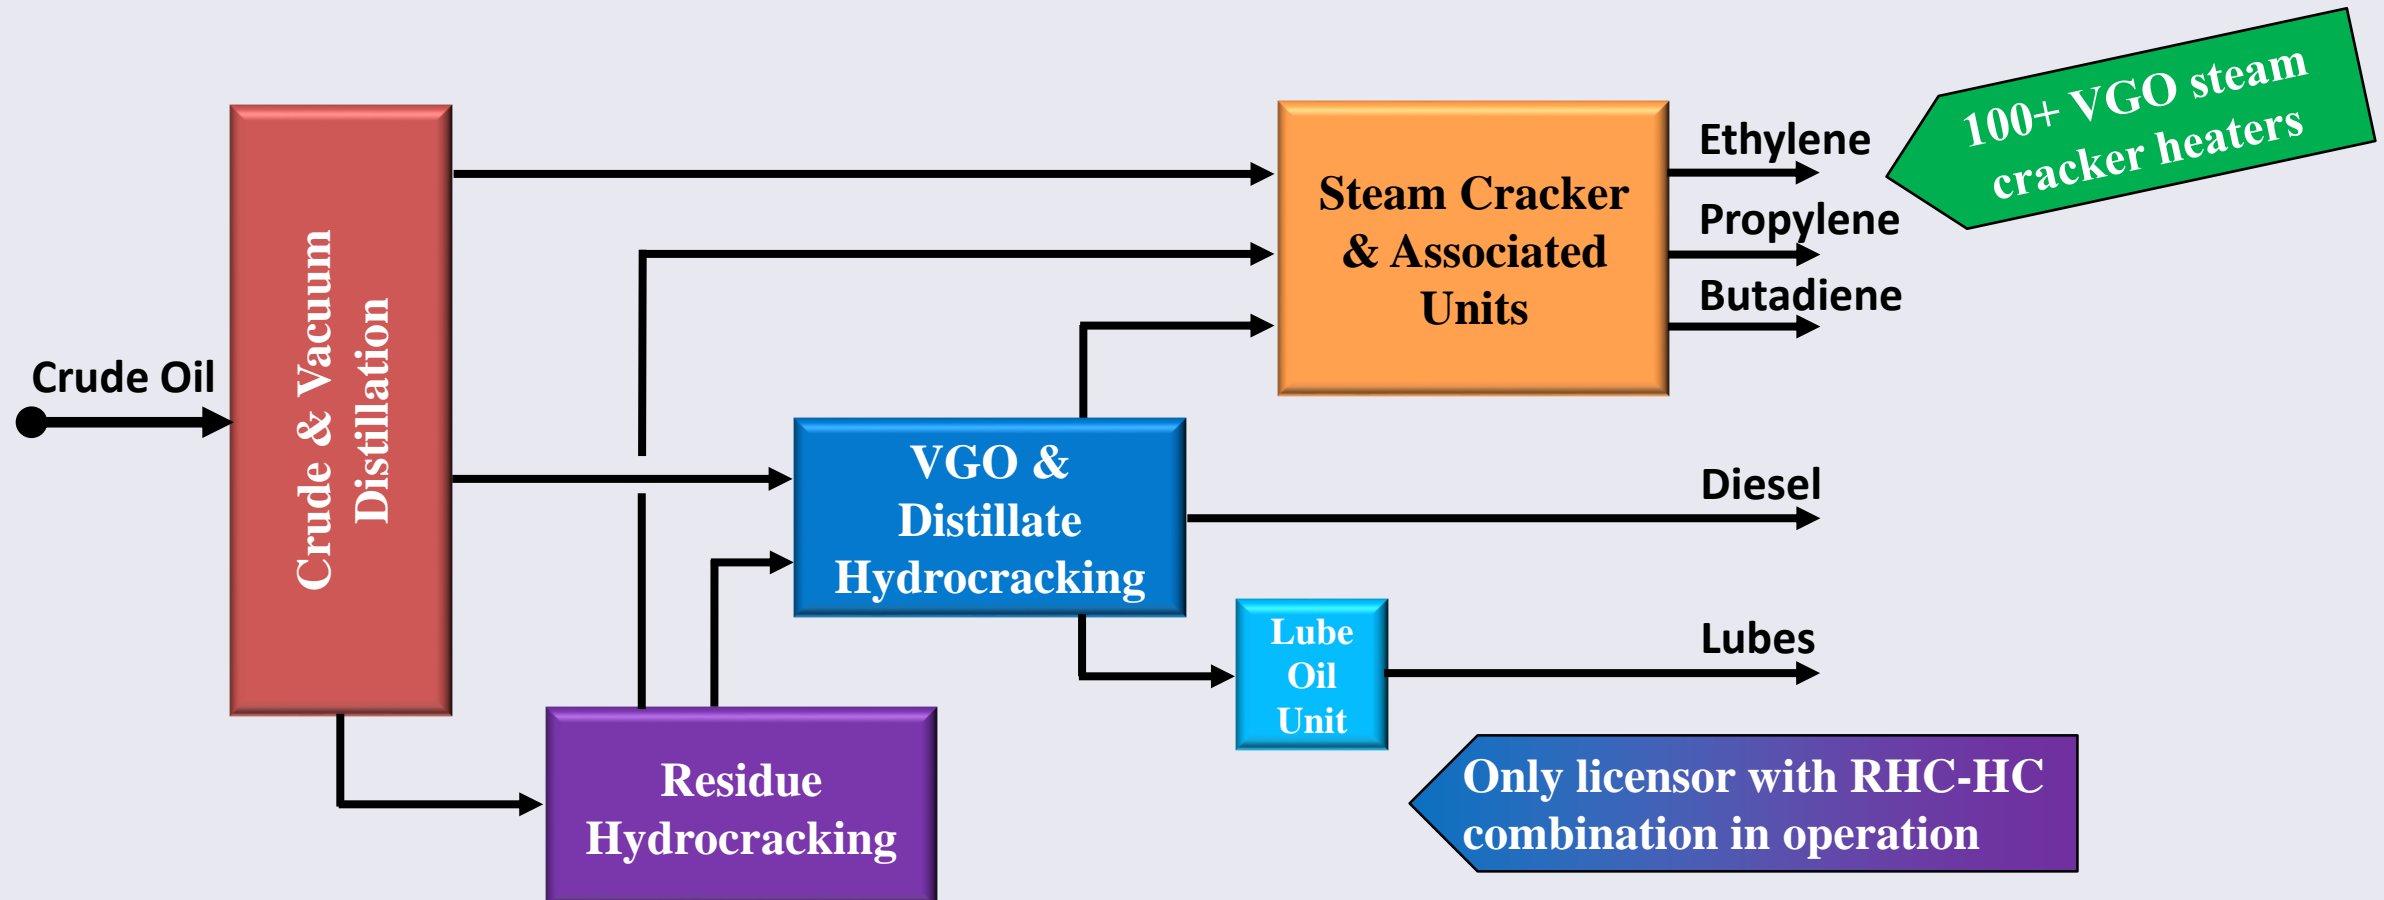 Crude Oil
Crude & Vacuum
Distillation
Steam Cracker
& Associated
Units
Ethylene
Propylene
Butadiene
100+ VGO steam
cracker heaters
VGO &
Distillate
Hydrocracking
Diesel
Lube
Oil
Unit
Lubes
Residue
Hydrocracking
Only licensor with RHC-HC
combination in operation